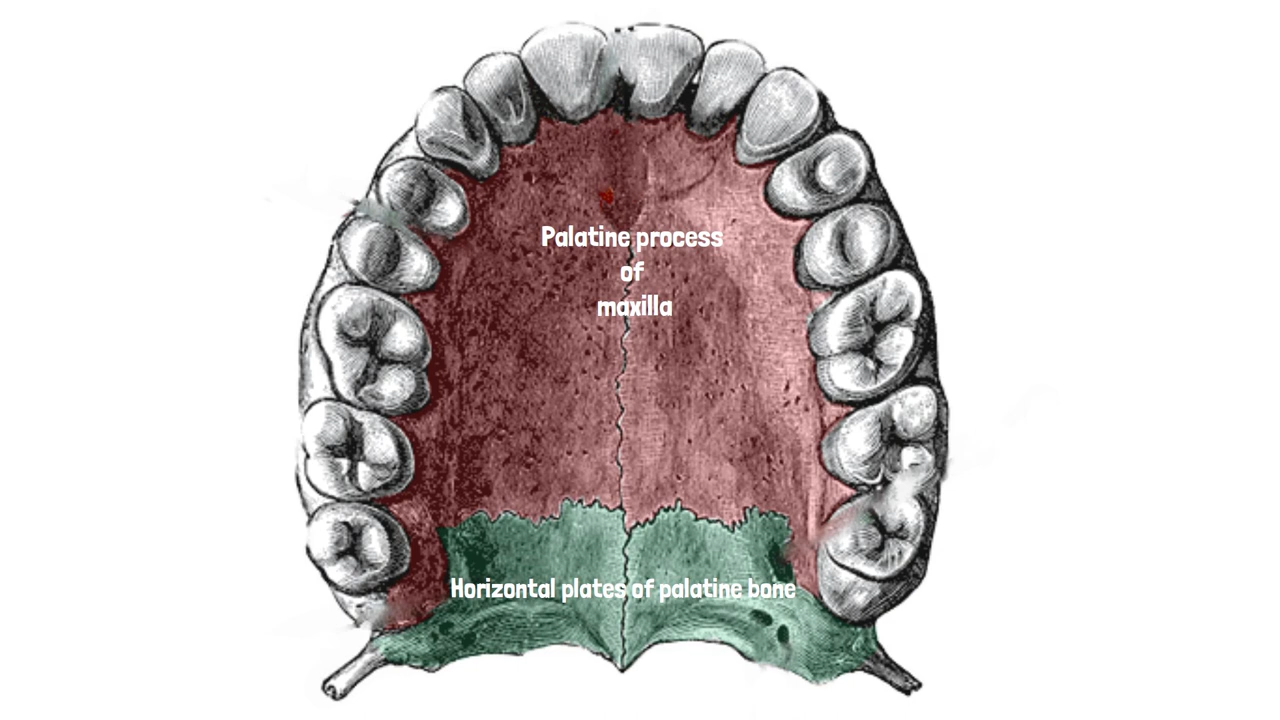 Palatine process
of
maxilla
Horizontal plates of palatine bone